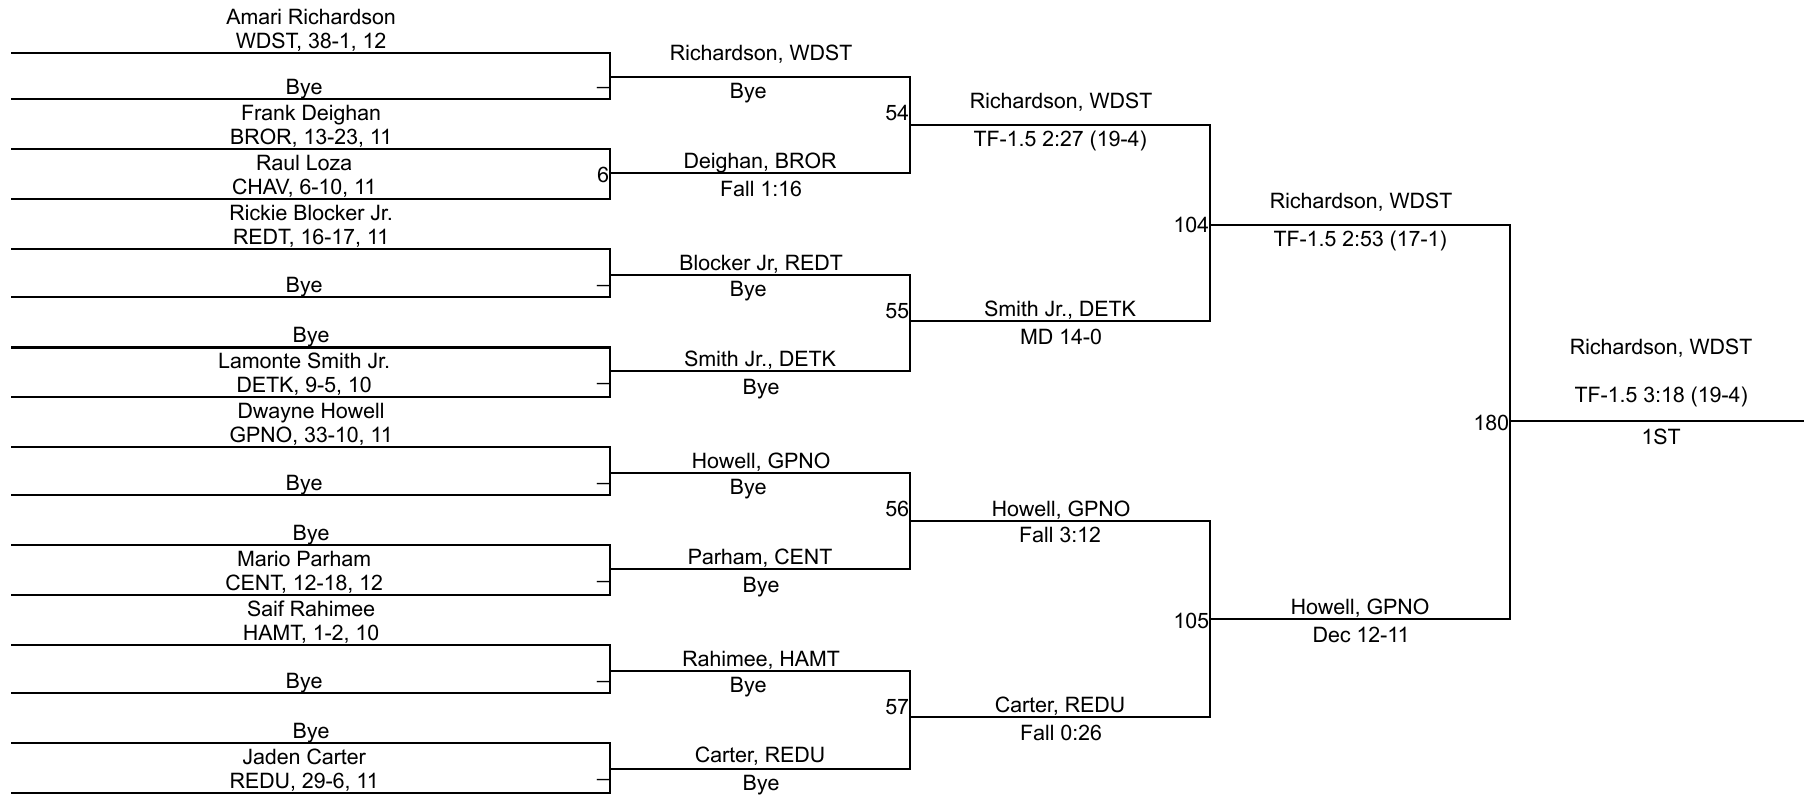 Amari Richardson
WDST, 38-1, 12
Bye
Frank Deighan
BROR, 13-23, 11
Raul Loza
CHAV, 6-10, 11
6
Rickie Blocker Jr.
REDT, 16-17, 11
Bye
Bye
Lamonte Smith Jr.
DETK, 9-5, 10
Dwayne Howell
GPNO, 33-10, 11
Bye
Bye
Mario Parham
CENT, 12-18, 12
Saif Rahimee
HAMT, 1-2, 10
Bye
Bye
Jaden Carter
REDU, 29-6, 11
Richardson, WDST
Bye
54
Deighan, BROR
Fall 1:16
Blocker Jr, REDT
Bye
55
Smith Jr., DETK
Bye
Howell, GPNO
Bye
56
Parham, CENT
Bye
Rahimee, HAMT
Bye
57
Carter, REDU
Bye
Richardson, WDST
TF-1.5 2:27 (19-4)
104
Smith Jr., DETK
MD 14-0
Howell, GPNO
Fall 3:12
105
Carter, REDU
Fall 0:26
Richardson, WDST
TF-1.5 2:53 (17-1)
180
Howell, GPNO
Dec 12-11
Richardson, WDST
TF-1.5 3:18 (19-4)
1ST